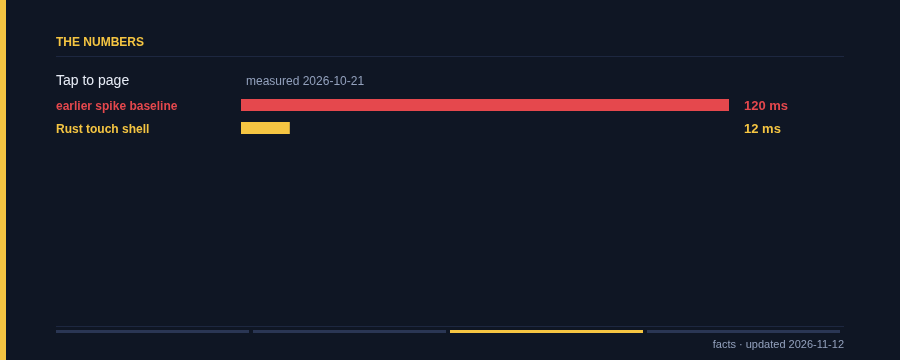 THE NUMBERS
Tap to page measured 2026-10-21
earlier spike baseline 120 ms
Rust touch shell 12 ms
facts · updated 2026-11-12